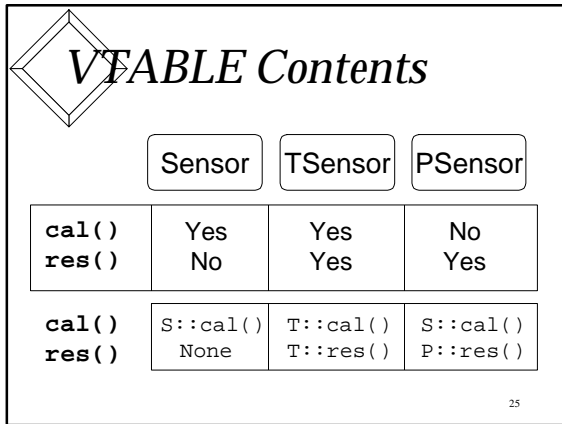 VTABLE Contents
Sensor TSensor PSensor
cal() Yes Yes No
res() No Yes Yes
cal() S::cal() T::cal() S::cal()
res() None T::res() P::res()
25